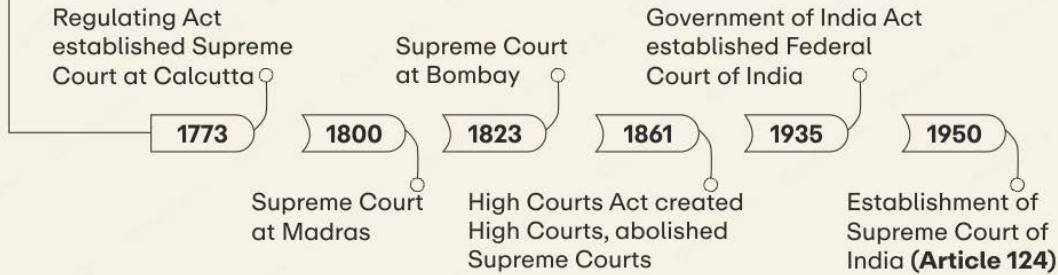 Regulating Act
established Supreme
Court at Calcutta
1773
1800
Supreme Court
at Madras
Supreme Court
at Bombay
1823
1861
High Courts Act created
High Courts, abolished
Supreme Courts
Government of India Act
established Federal
Court of India
1935
1950
Establishment of
Supreme Court of
India (Article 124)